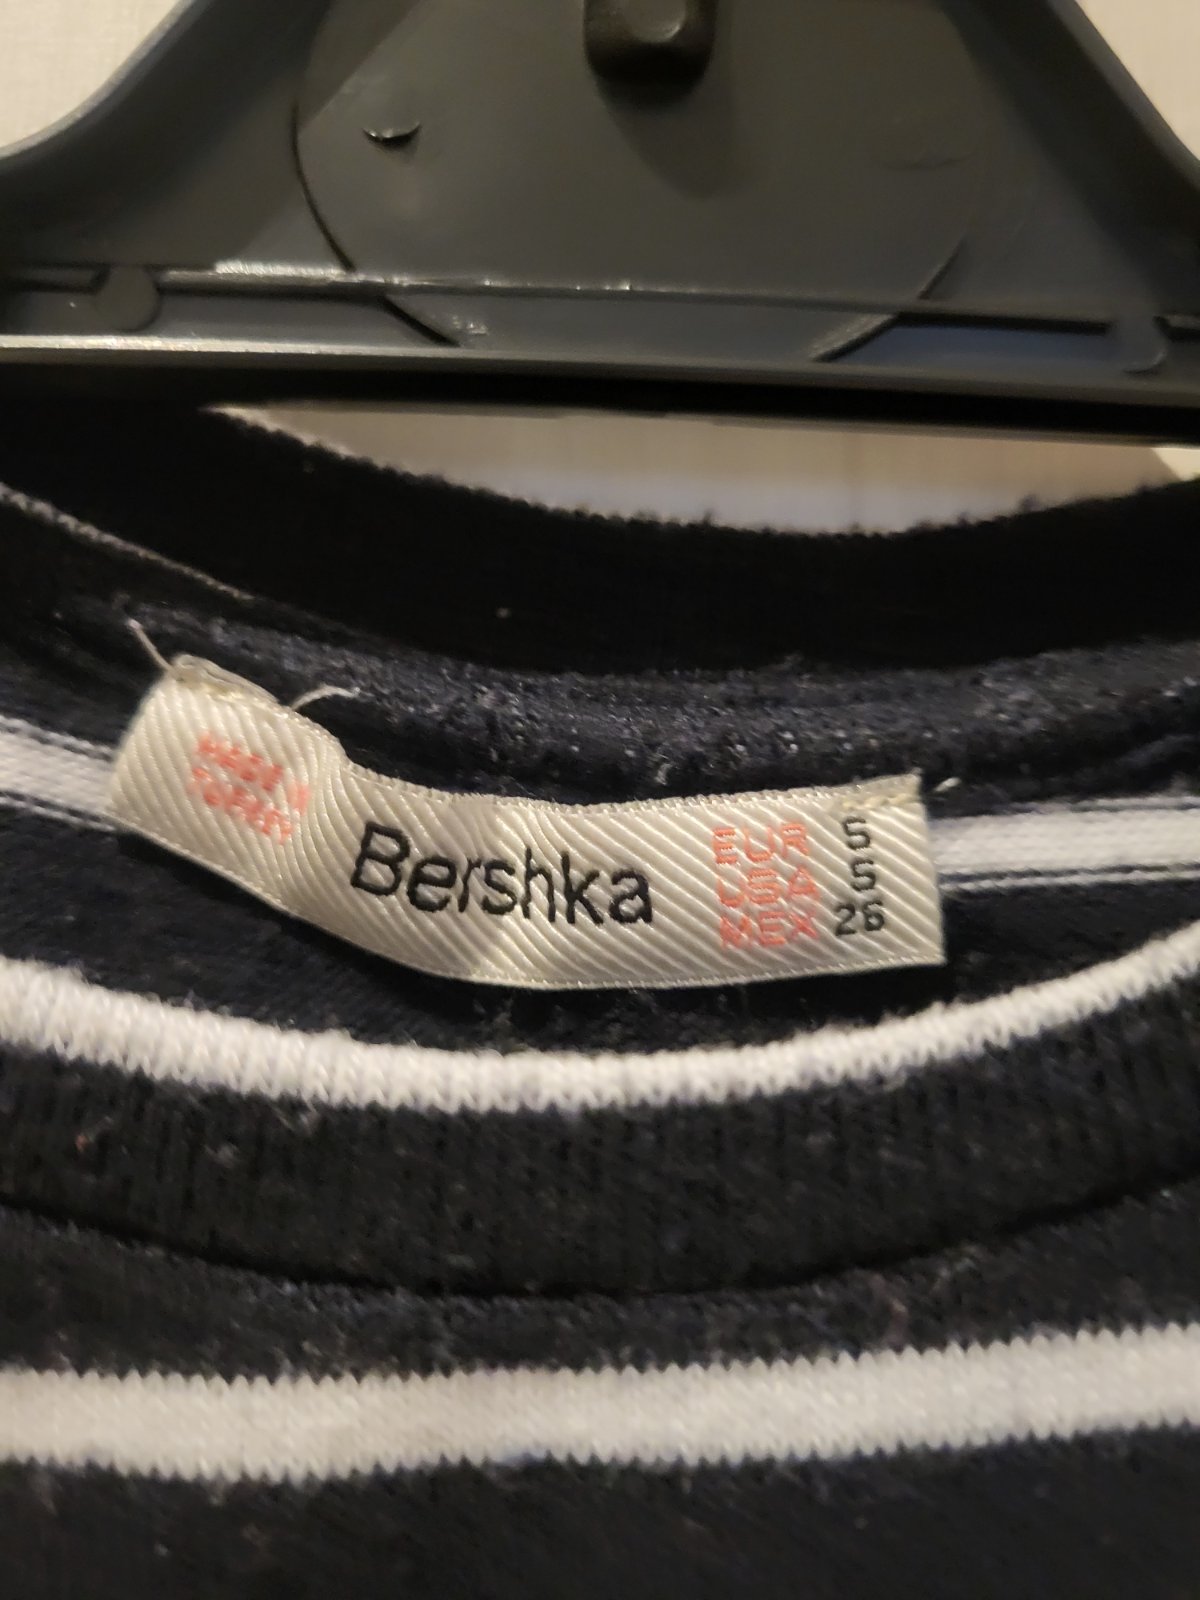 MADE IN
TURKEY
Bershka
EUR S
USA S
MEX 26